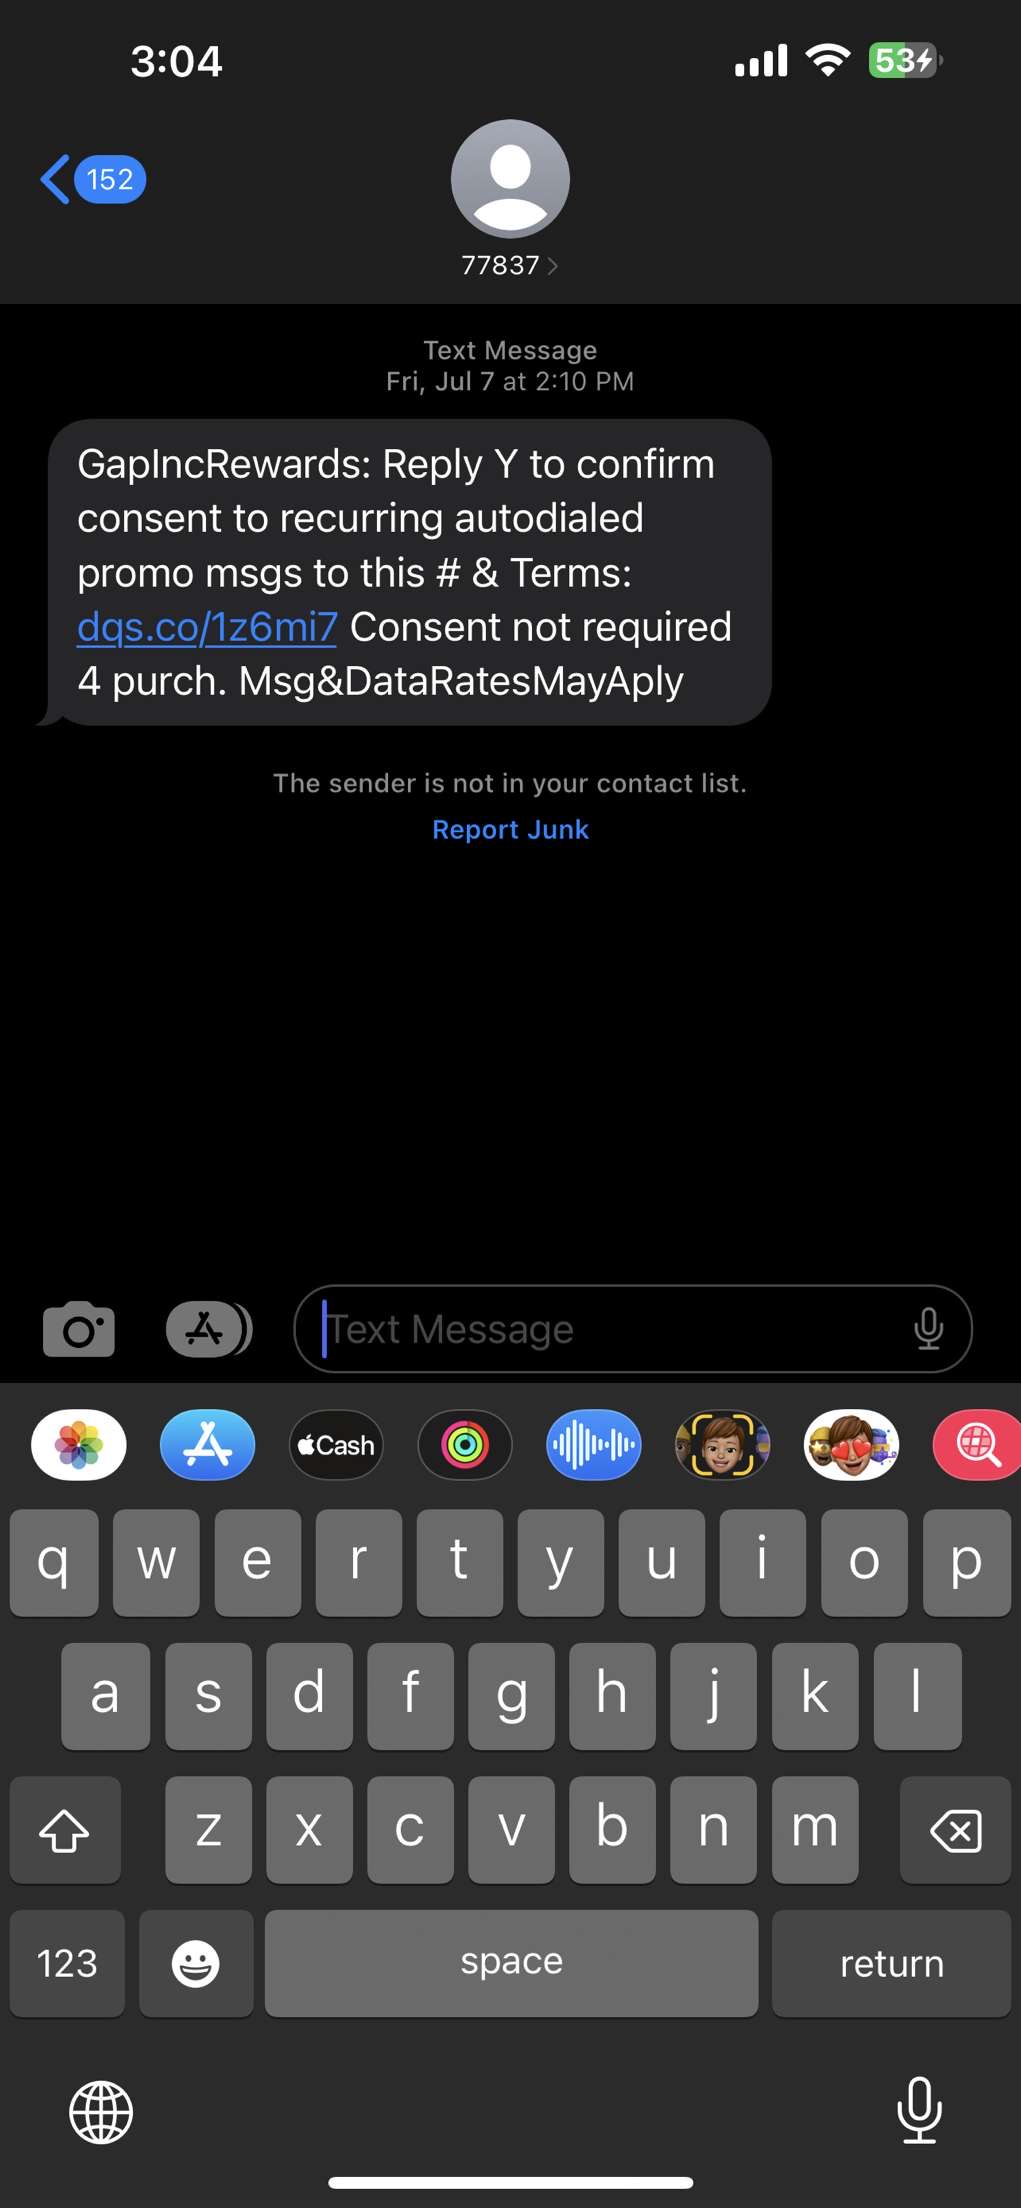 3:04
53
152
77837
Text Message
Fri, Jul 7 at 2:10 PM
GapIncRewards: Reply Y to confirm
consent to recurring autodialed
promo msgs to this # & Terms:
dqs.co/1z6mi7 Consent not required
4 purch. Msg&DataRatesMayAply
The sender is not in your contact list.
Report Junk
Text Message
Cash
q w e r t y u i o p
a s d f g h j k l
z x c v b n m
123 space return